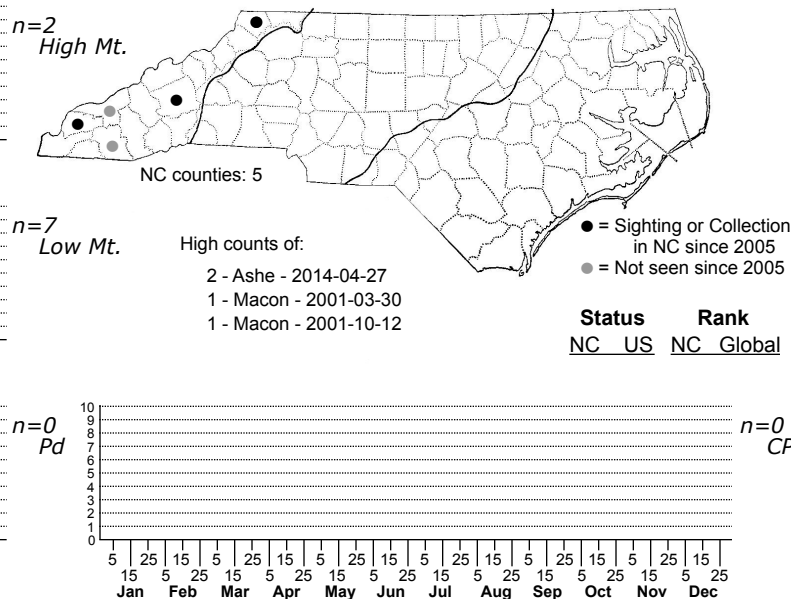 n=2
High Mt.
NC counties: 5
n=7
Low Mt.
High counts of:
2 - Ashe - 2014-04-27
1 - Macon - 2001-03-30
1 - Macon - 2001-10-12
● = Sighting or Collection
in NC since 2005
● = Not seen since 2005
Status Rank
NC US NC Global
n=0
Pd
10
9
8
7
6
5
4
3
2
1
0
n=0
CP
5 25 15 5 25 15 5 25 15 5 25 15 5 25 15 5 25 15
15 5 25 15 5 25 15 5 25 15 5 25 15 5 25 15 5 25
Jan Feb Mar Apr May Jun Jul Aug Sep Oct Nov Dec